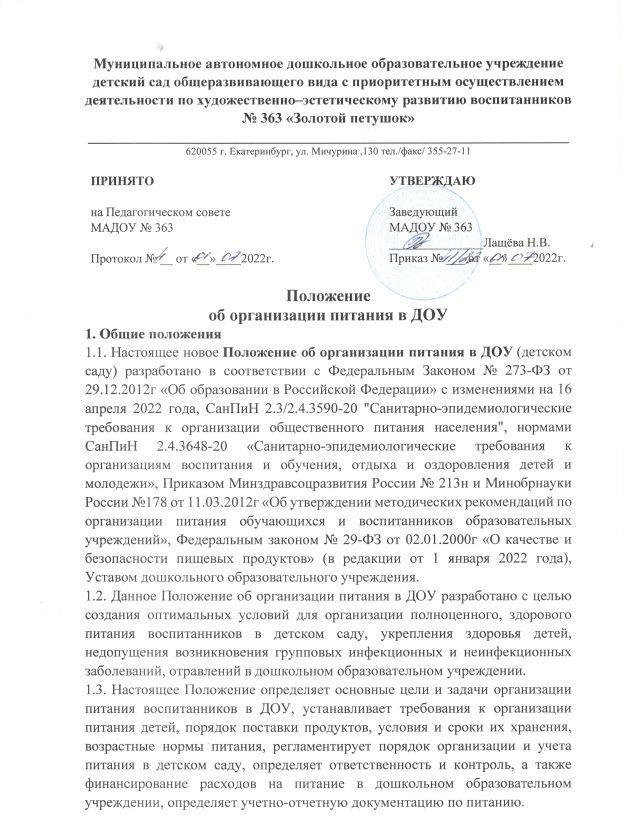 Муниципальное автономное дошкольное образовательное учреждение
детский сад общеразвивающего вида с приоритетным осуществлением
деятельности по художественно–эстетическому развитию воспитанников
№ 363 «Золотой петушок»
620055 г. Екатеринбург, ул. Мичурина ,130 тел./факс/ 355-27-11
ПРИНЯТО
на Педагогическом совете
МАДОУ № 363
Протокол № 4 от «01» 07 2022г.
УТВЕРЖДАЮ
Заведующий
МАДОУ № 363
Лащёва Н.В.
Приказ № от «01» 07 2022г.
Положение
об организации питания в ДОУ
1. Общие положения
1.1. Настоящее новое Положение об организации питания в ДОУ (детском
саду) разработано в соответствии с Федеральным Законом № 273-ФЗ от
29.12.2012г «Об образовании в Российской Федерации» с изменениями на 16
апреля 2022 года, СанПиН 2.3/2.4.3590-20 "Санитарно-эпидемиологические
требования к организации общественного питания населения", нормами
СанПиН 2.4.3648-20 «Санитарно-эпидемиологические требования к
организациям воспитания и обучения, отдыха и оздоровления детей и
молодежи», Приказом Минздравсоцразвития России № 213н и Минобрнауки
России №178 от 11.03.2012г «Об утверждении методических рекомендаций по
организации питания обучающихся и воспитанников образовательных
учреждений», Федеральным законом № 29-ФЗ от 02.01.2000г «О качестве и
безопасности пищевых продуктов» (в редакции от 1 января 2022 года),
Уставом дошкольного образовательного учреждения.
1.2. Данное Положение об организации питания в ДОУ разработано с целью
создания оптимальных условий для организации полноценного, здорового
питания воспитанников в детском саду, укрепления здоровья детей,
недопущения возникновения групповых инфекционных и неинфекционных
заболеваний, отравлений в дошкольном образовательном учреждении.
1.3. Настоящее Положение определяет основные цели и задачи организации
питания воспитанников в ДОУ, устанавливает требования к организации
питания детей, порядок поставки продуктов, условия и сроки их хранения,
возрастные нормы питания, регламентирует порядок организации и учета
питания в детском саду, определяет ответственность и контроль, а также
финансирование расходов на питание в дошкольном образовательном
учреждении, определяет учетно-отчетную документацию по питанию.